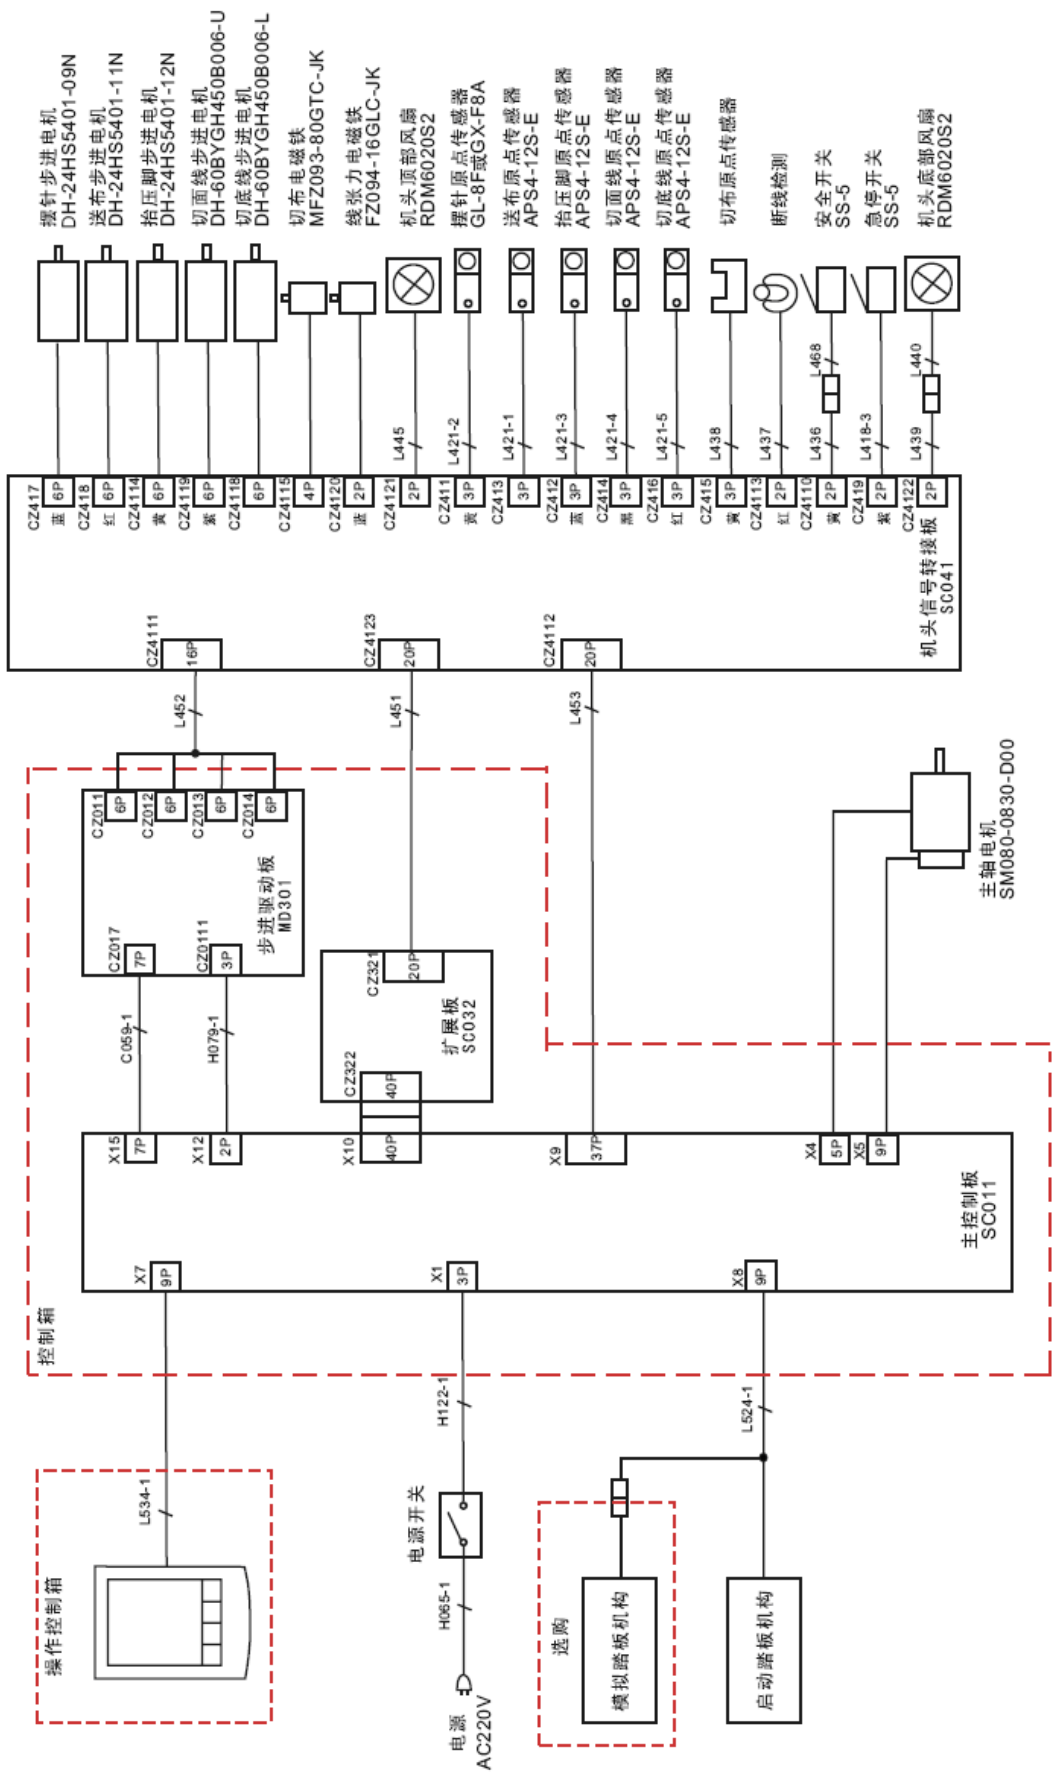 摆针步进电机
DH-24HS5401-09N
送布步进电机
DH-24HS5401-11N
抬压脚步进电机
DH-24HS5401-12N
切面线步进电机
DH-60BYGH450B006-U
切底线步进电机
DH-60BYGH450B006-L
切布电磁铁
MFZ093-80GTC-JK
线张力电磁铁
FZ094-16GLC-JK
机头顶部风扇
RDM6020S2
摆针原点传感器
GL-8F或GX-F8A
送布原点传感器
APS4-12S-E
抬压脚原点传感器
APS4-12S-E
切面线原点传感器
APS4-12S-E
切底线原点传感器
APS4-12S-E
切布原点传感器
断线检测
安全开关
SS-5
急停开关
SS-5
机头底部风扇
RDM6020S2
L445
L421-2
L421-1
L421-3
L421-4
L421-5
L438
L437
L436
L468
L418-3
L439
L440
CZ417
6P
蓝
CZ418
6P
红
CZ4114
6P
黄
CZ4119
6P
紫
CZ4118
6P
CZ4115
4P
CZ4120
2P
蓝
CZ4121
2P
CZ411
3P
黄
CZ413
3P
CZ412
3P
蓝
CZ414
3P
黑
CZ416
3P
红
CZ415
3P
黄
CZ4113
2P
红
CZ4110
2P
黄
CZ419
2P
紫
CZ4122
2P
机头信号转接板
SC041
CZ4111
16P
CZ4123
20P
CZ4112
20P
L452
L451
L453
CZ011
6P
CZ012
6P
CZ013
6P
CZ014
6P
步进驱动板
MD301
CZ017
7P
CZ0111
3P
C059-1
H079-1
CZ321
20P
扩展板
SC032
CZ322
40P
主轴电机
SM080-0830-D00
X15
7P
X12
2P
X10
40P
X9
37P
X4
5P
X5
9P
主控制板
SC011
X7
9P
X1
3P
X8
9P
控制箱
L534-1
H122-1
L524-1
操作控制箱
电源开关
H065-1
电源
AC220V
选购
模拟踏板机构
启动踏板机构